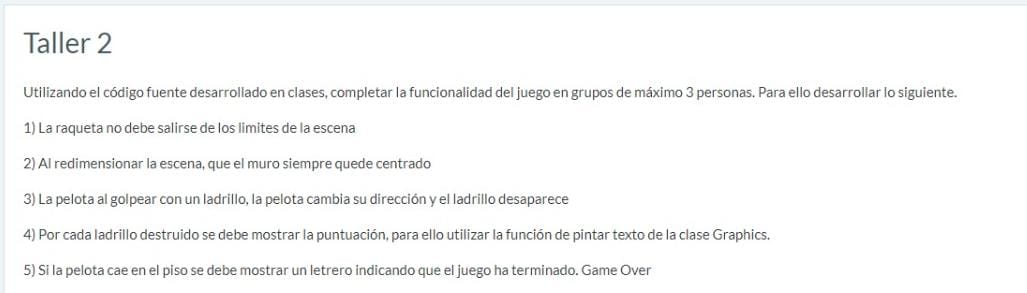 Taller 2
Utilizando el código fuente desarrollado en clases, completar la funcionalidad del juego en grupos de máximo 3 personas. Para ello desarrollar lo siguiente.
1) La raqueta no debe salirse de los limites de la escena
2) Al redimensionar la escena, que el muro siempre quede centrado
3) La pelota al golpear con un ladrillo, la pelota cambia su dirección y el ladrillo desaparece
4) Por cada ladrillo destruido se debe mostrar la puntuación, para ello utilizar la función de pintar texto de la clase Graphics.
5) Si la pelota cae en el piso se debe mostrar un letrero indicando que el juego ha terminado. Game Over